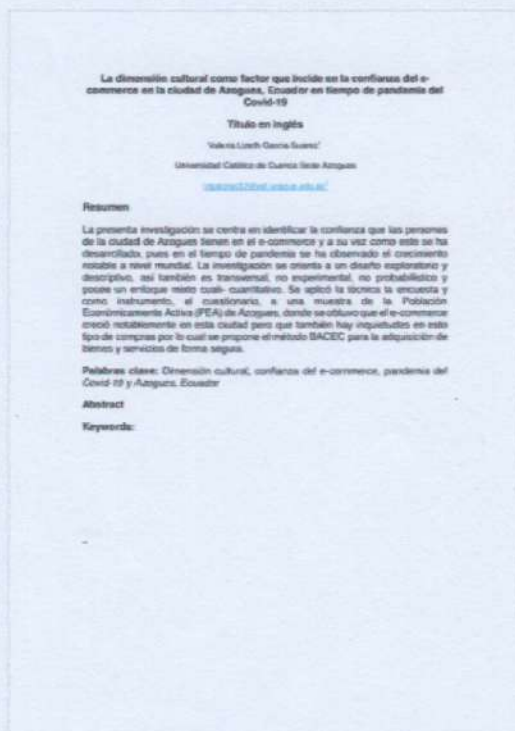 La dimensión cultural como factor que incide en la confianza del e-
commerce en la ciudad de Azogues, Ecuador en tiempo de pandemia del
Covid-19
Título en inglés
Valeria Lizeth García Suarez¹
Universidad Católica de Cuenca Sede Azogues
Resumen
La presenta investigación se centra en identificar la confianza que las personas
de la ciudad de Azogues tienen en el e-commerce y a su vez como este se ha
desarrollado, pues en el tiempo de pandemia se ha observado el crecimiento
notable a nivel mundial. La investigación se orienta a un diseño exploratorio y
descriptivo, así también es transversal, no experimental, no probabilístico y
posee un enfoque mixto cuali- cuantitativo. Se aplicó la técnica la encuesta y
como instrumento, el cuestionario, a una muestra de la Población
Económicamente Activa (PEA) de Azogues, donde se obtuvo que el e-commerce
creció notablemente en esta ciudad pero que también hay inquietudes en este
tipo de compras por lo cual se propone el método BACEC para la adquisición de
bienes y servicios de forma segura.
Palabras clave: Dimensión cultural, confianza del e-commerce, pandemia del
Covid-19 y Azogues, Ecuador
Abstract
Keywords: